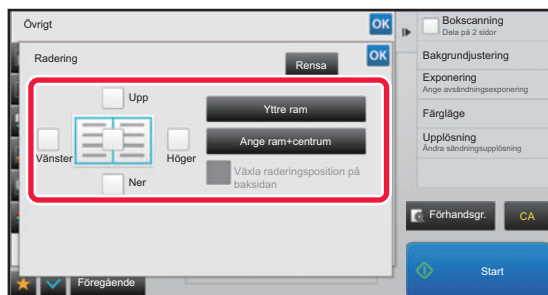 Övrigt
OK
Radering
Rensa
OK
Upp
Vänster
Höger
Ner
Yttre ram
Ange ram+centrum
Växla raderingsposition på
baksidan
Föregående
Bokscanning
Dela på 2 sidor
Bakgrundjustering
Exponering
Ange avsändningsexponering
Färgläge
Upplösning
Ändra sändningsupplösning
Förhandsgr.
CA
Start